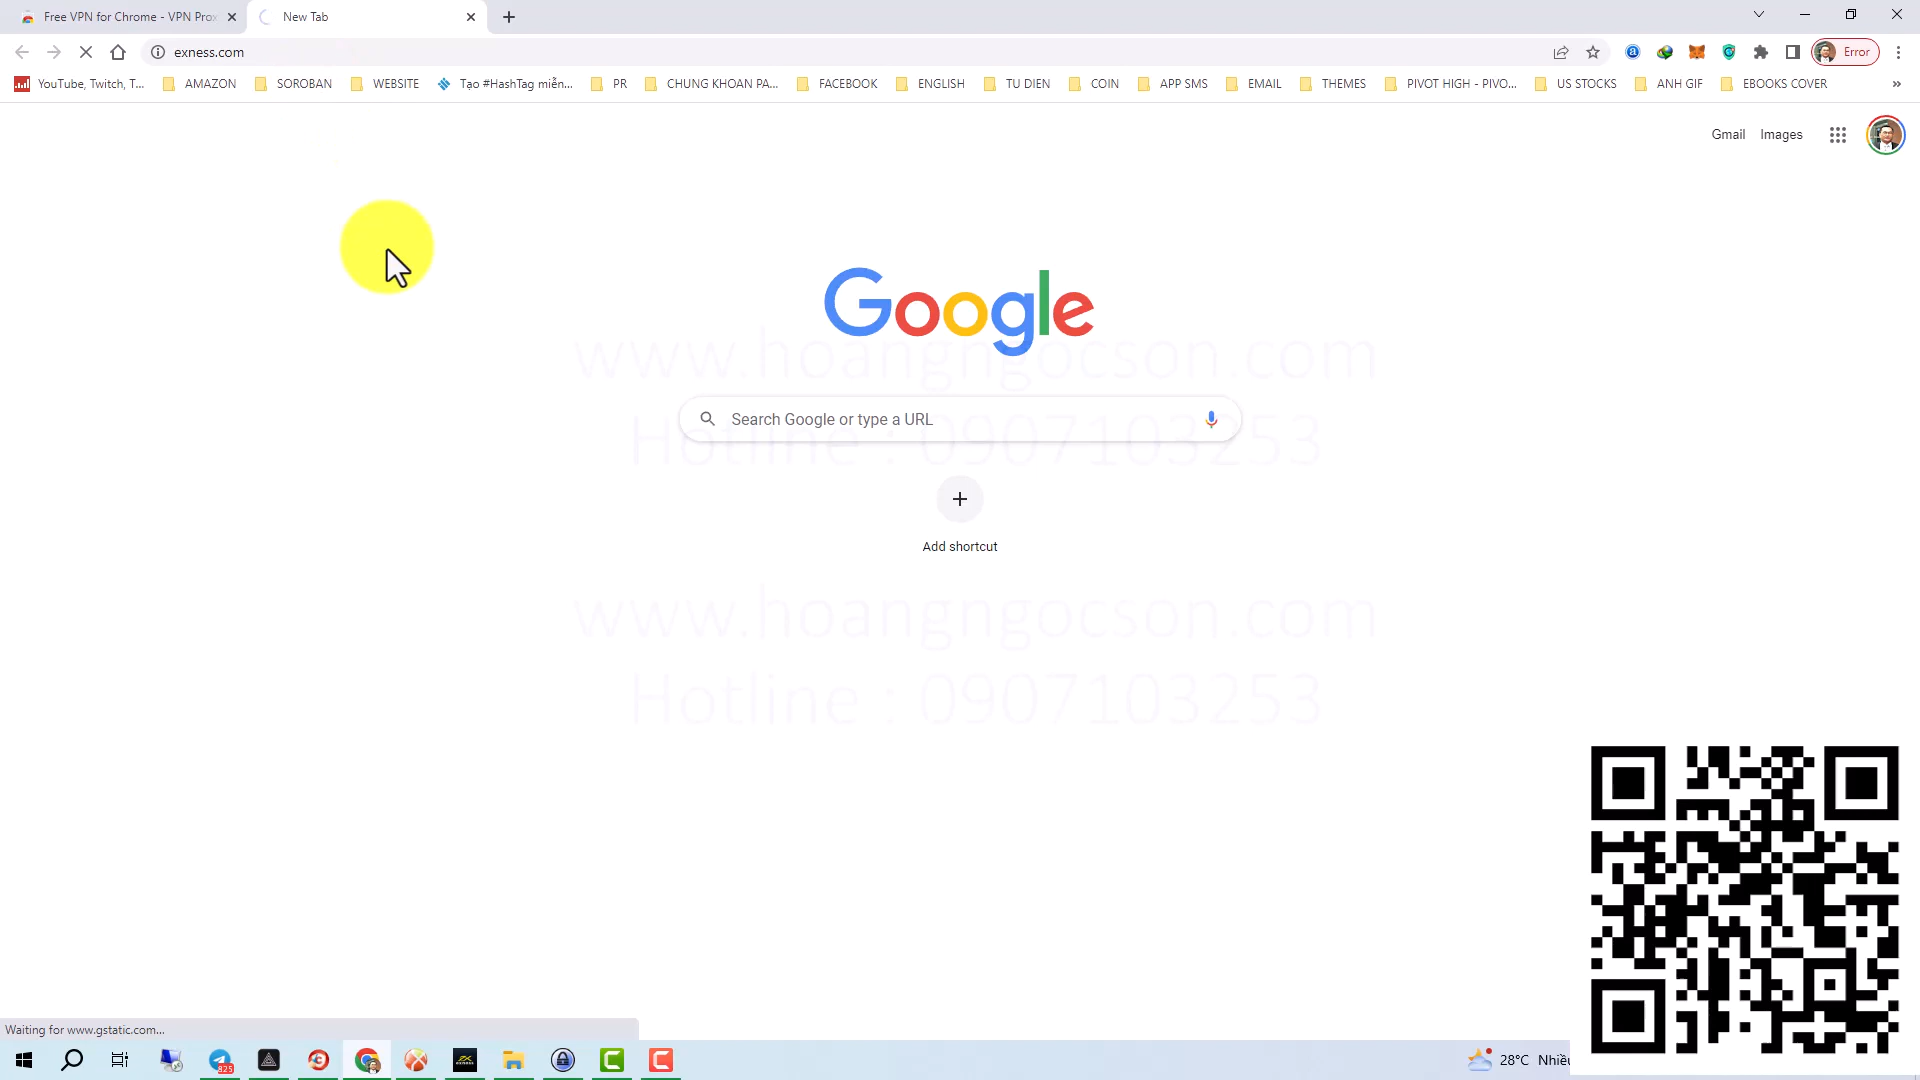 Free VPN for Chrome - VPN Prox
New Tab
exness.com
Error
YouTube, Twitch, T...
AMAZON
SOROBAN
WEBSITE
Tạo #HashTag miễn...
PR
CHUNG KHOAN PA...
FACEBOOK
ENGLISH
TU DIEN
COIN
APP SMS
EMAIL
THEMES
PIVOT HIGH - PIVO...
US STOCKS
ANH GIF
EBOOKS COVER
Gmail
Images
Google
www.hoangngocson.com
Search Google or type a URL
Hotline : 0907103253
Add shortcut
www.hoangngocson.com
Hotline : 0907103253
Waiting for www.gstatic.com...
825
exness
28°C Nhiều